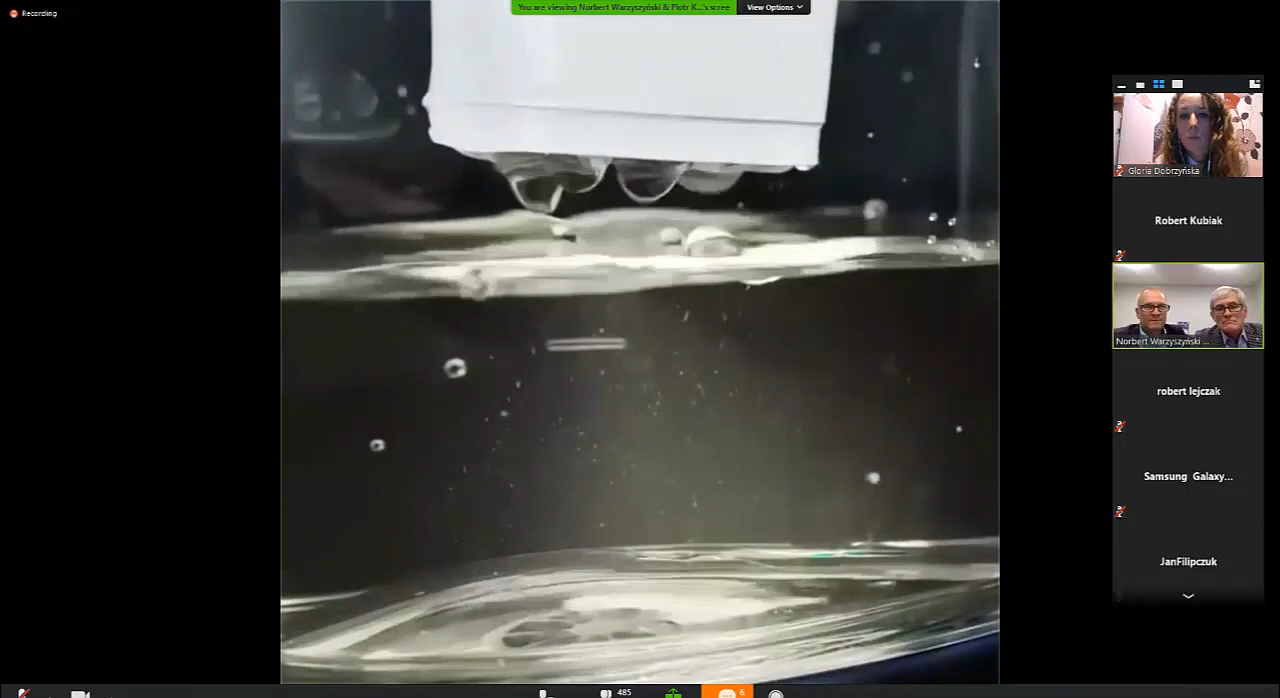 Recording
You are viewing Norbert Warzyszyński & Piotr K...'s scree
View Options
Gloria Dobrzyńska
Robert Kubiak
Norbert Warzyszyński ...
robert lejczak
Samsung Galaxy...
JanFilipczuk
485
6